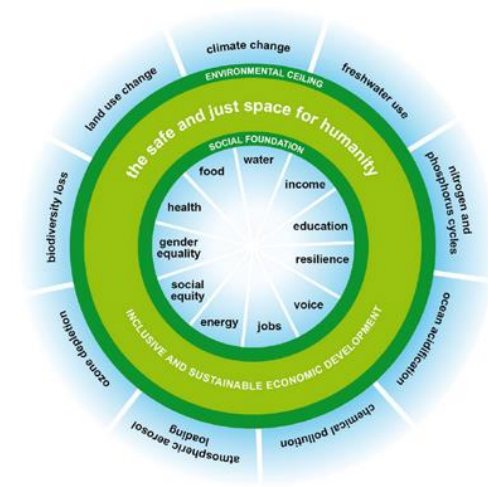 climate change
freshwater use
nitrogen and
phosphorus cycles
ocean acidification
chemical pollution
atmospheric aerosol
loading
ozone depletion
biodiversity loss
land use change
ENVIRONMENTAL CEILING
the safe and just space for humanity
SOCIAL FOUNDATION
water
income
education
resilience
voice
jobs
energy
social
equity
gender
equality
health
food
INCLUSIVE AND SUSTAINABLE ECONOMIC DEVELOPMENT